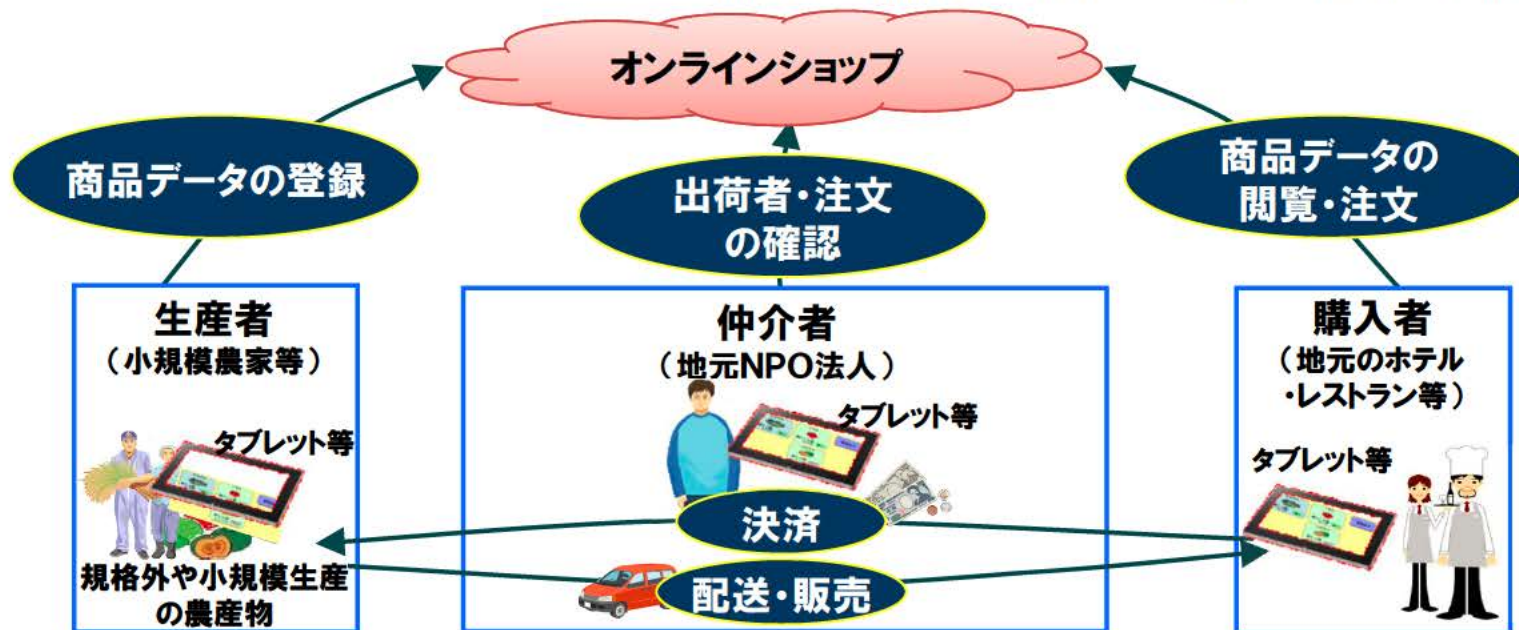 オンラインショップ
商品データの登録
出荷者・注文
の確認
商品データの
閲覧・注文
生産者
（小規模農家等）
タブレット等
規格外や小規模生産
の農産物
仲介者
（地元NPO法人）
タブレット等
決済
配送・販売
購入者
（地元のホテル
・レストラン等）
タブレット等